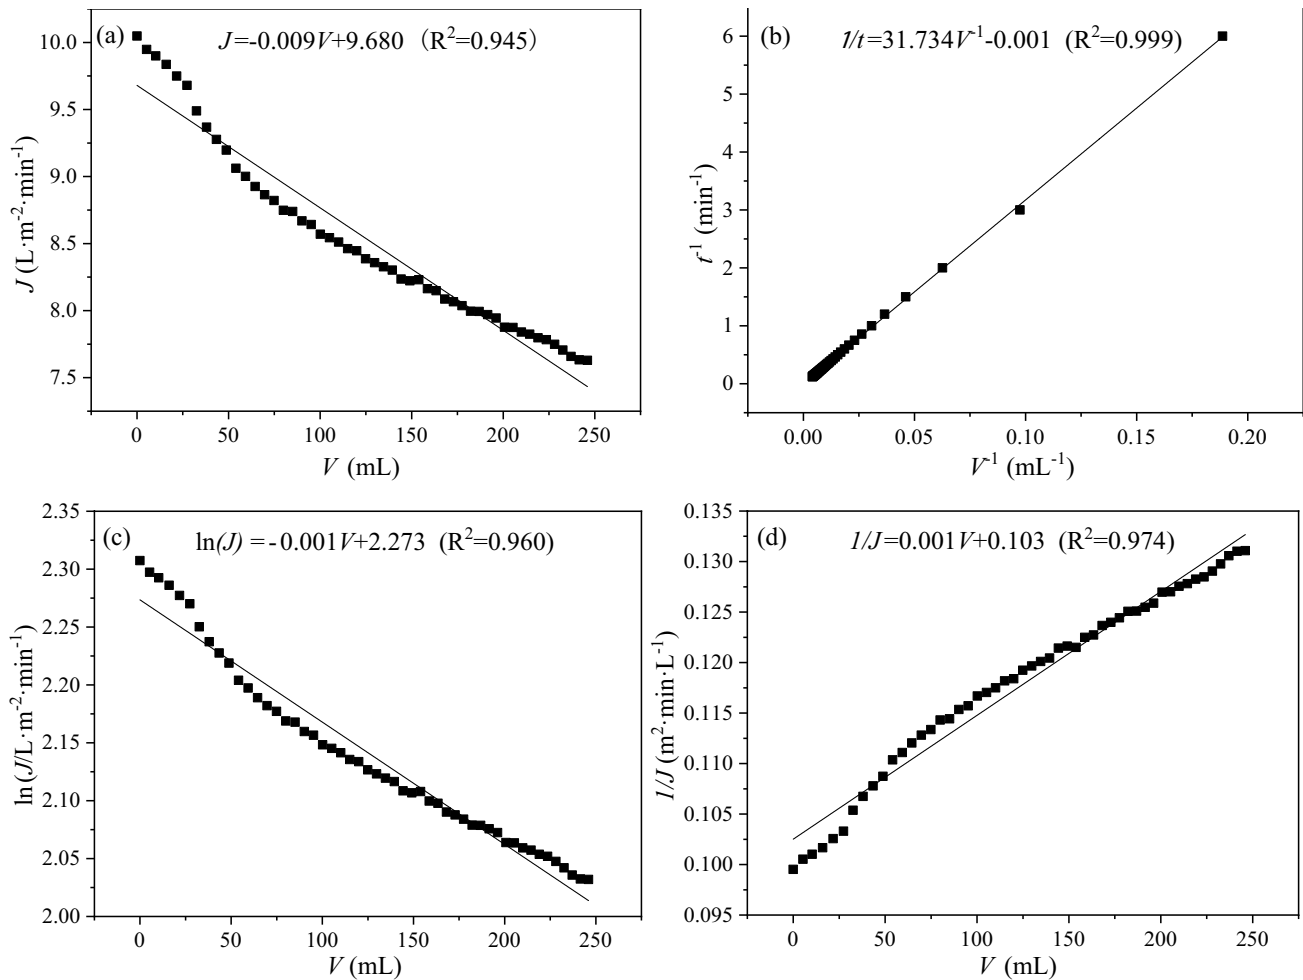 (a)
J=-0.009V+9.680（R²=0.945）
10.0
9.5
9.0
8.5
8.0
7.5
J (L·m⁻²·min⁻¹)
0 50 100 150 200 250
V (mL)
(b)
1/t=31.734V⁻¹-0.001 (R²=0.999)
6
5
4
3
2
1
0
t⁻¹ (min⁻¹)
0.00 0.05 0.10 0.15 0.20
V⁻¹ (mL⁻¹)
(c)
ln(J) =-0.001V+2.273 (R²=0.960)
2.35
2.30
2.25
2.20
2.15
2.10
2.05
2.00
ln(J/L·m⁻²·min⁻¹)
0 50 100 150 200 250
V (mL)
(d)
1/J=0.001V+0.103 (R²=0.974)
0.135
0.130
0.125
0.120
0.115
0.110
0.105
0.100
0.095
1/J (m²·min·L⁻¹)
0 50 100 150 200 250
V (mL)